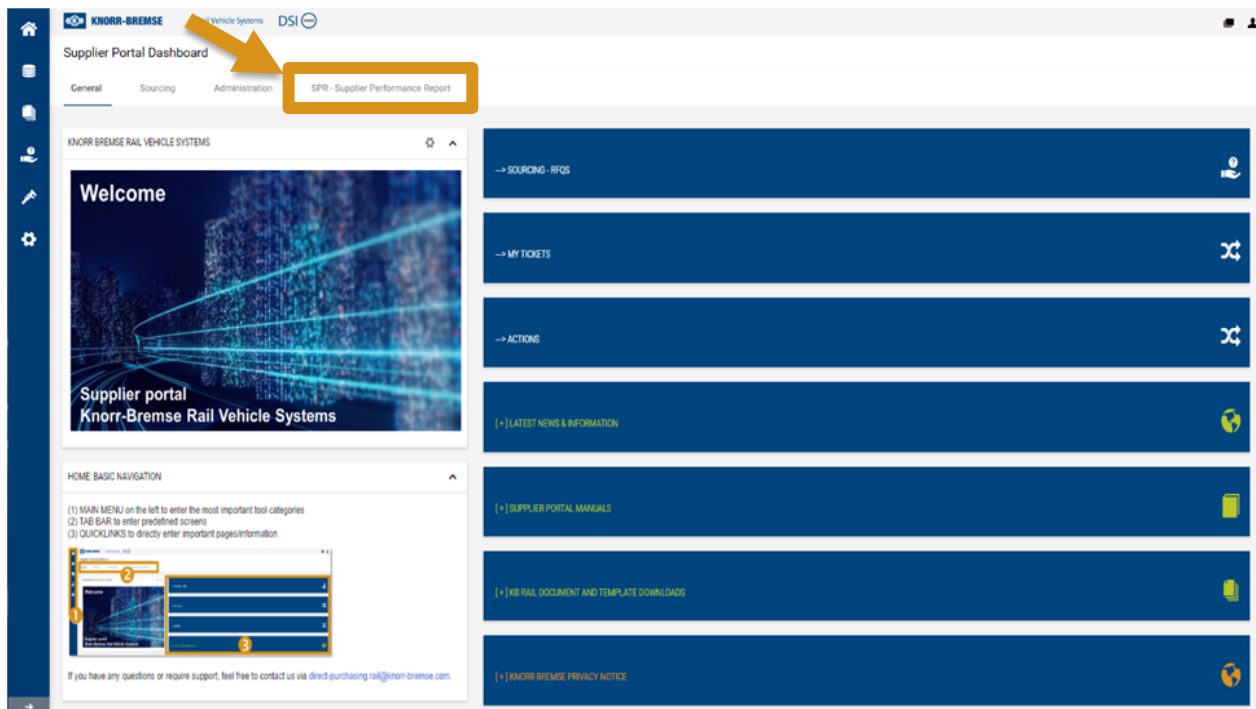 KNORR-BREMSE
Vehicle Systems
DSI
Supplier Portal Dashboard
General
Sourcing
Administration
SPR - Supplier Performance Report
KNORR BREMSE RAIL VEHICLE SYSTEMS
Welcome
Supplier portal
Knorr-Bremse Rail Vehicle Systems
HOME: BASIC NAVIGATION
(1) MAIN MENU on the left to enter the most important tool categories
(2) TAB BAR to enter predefined screens
(3) QUICKLINKS to directly enter important pages/information
1
2
3
Welcome
If you have any questions or require support, feel free to contact us via direct-purchasing.rail@knorr-bremse.com.
--> SOURCING - RFQS
--> MY TICKETS
--> ACTIONS
[+] LATEST NEWS & INFORMATION
[+] SUPPLIER PORTAL MANUALS
[+] KB RAIL DOCUMENT AND TEMPLATE DOWNLOADS
[+] KNORR BREMSE PRIVACY NOTICE